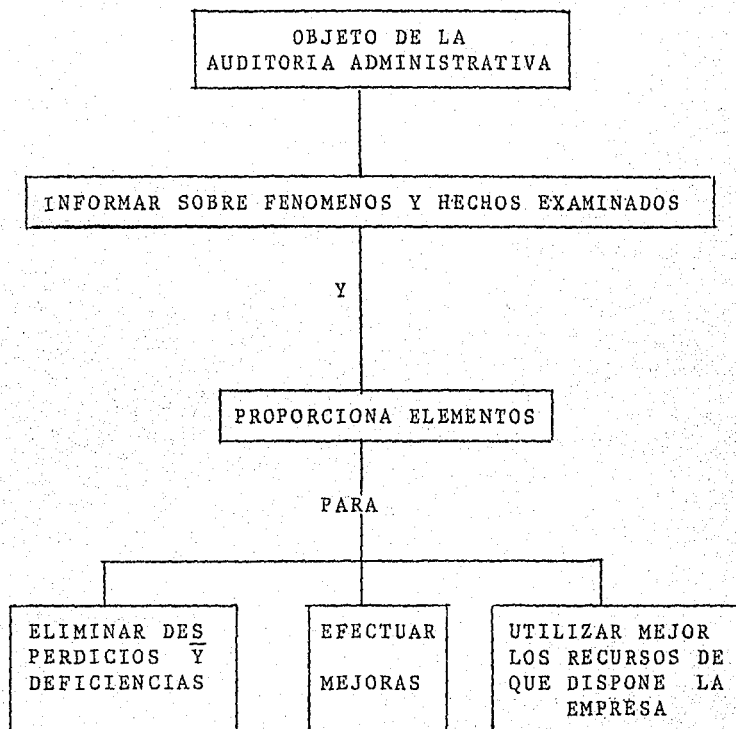 OBJETO DE LA
AUDITORIA ADMINISTRATIVA
INFORMAR SOBRE FENOMENOS Y HECHOS EXAMINADOS
Y
PROPORCIONA ELEMENTOS
PARA
ELIMINAR DES
PERDICIOS Y
DEFICIENCIAS
EFECTUAR
MEJORAS
UTILIZAR MEJOR
LOS RECURSOS DE
QUE DISPONE LA
EMPRESA